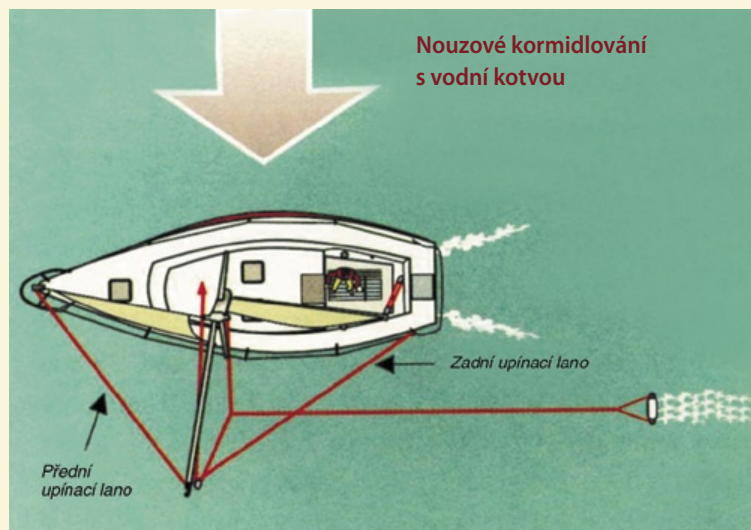 Nouzové kormidlování
s vodní kotvou
Zadní upínací lano
Přední
upínací lano